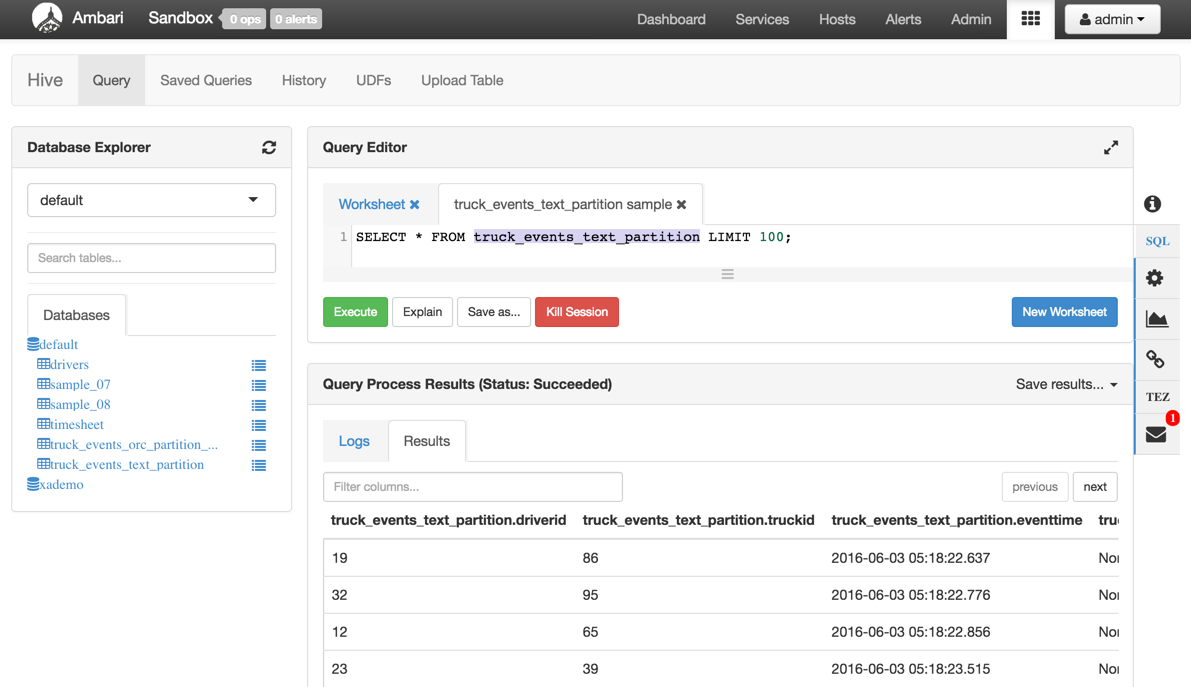 Ambari Sandbox 0 ops 0 alerts Dashboard Services Hosts Alerts Admin admin
Hive Query Saved Queries History UDFs Upload Table
Database Explorer
default
Search tables...
Databases
default
drivers
sample_07
sample_08
timesheet
truck_events_orc_partition_...
truck_events_text_partition
xademo
Query Editor
Worksheet truck_events_text_partition sample
1 SELECT * FROM truck_events_text_partition LIMIT 100;
Execute Explain Save as... Kill Session New Worksheet
Query Process Results (Status: Succeeded) Save results...
Logs Results
Filter columns... previous next
truck_events_text_partition.driverid truck_events_text_partition.truckid truck_events_text_partition.eventtime
19 86 2016-06-03 05:18:22.637
32 95 2016-06-03 05:18:22.776
12 65 2016-06-03 05:18:22.856
23 39 2016-06-03 05:18:23.515
SQL
TEZ
1